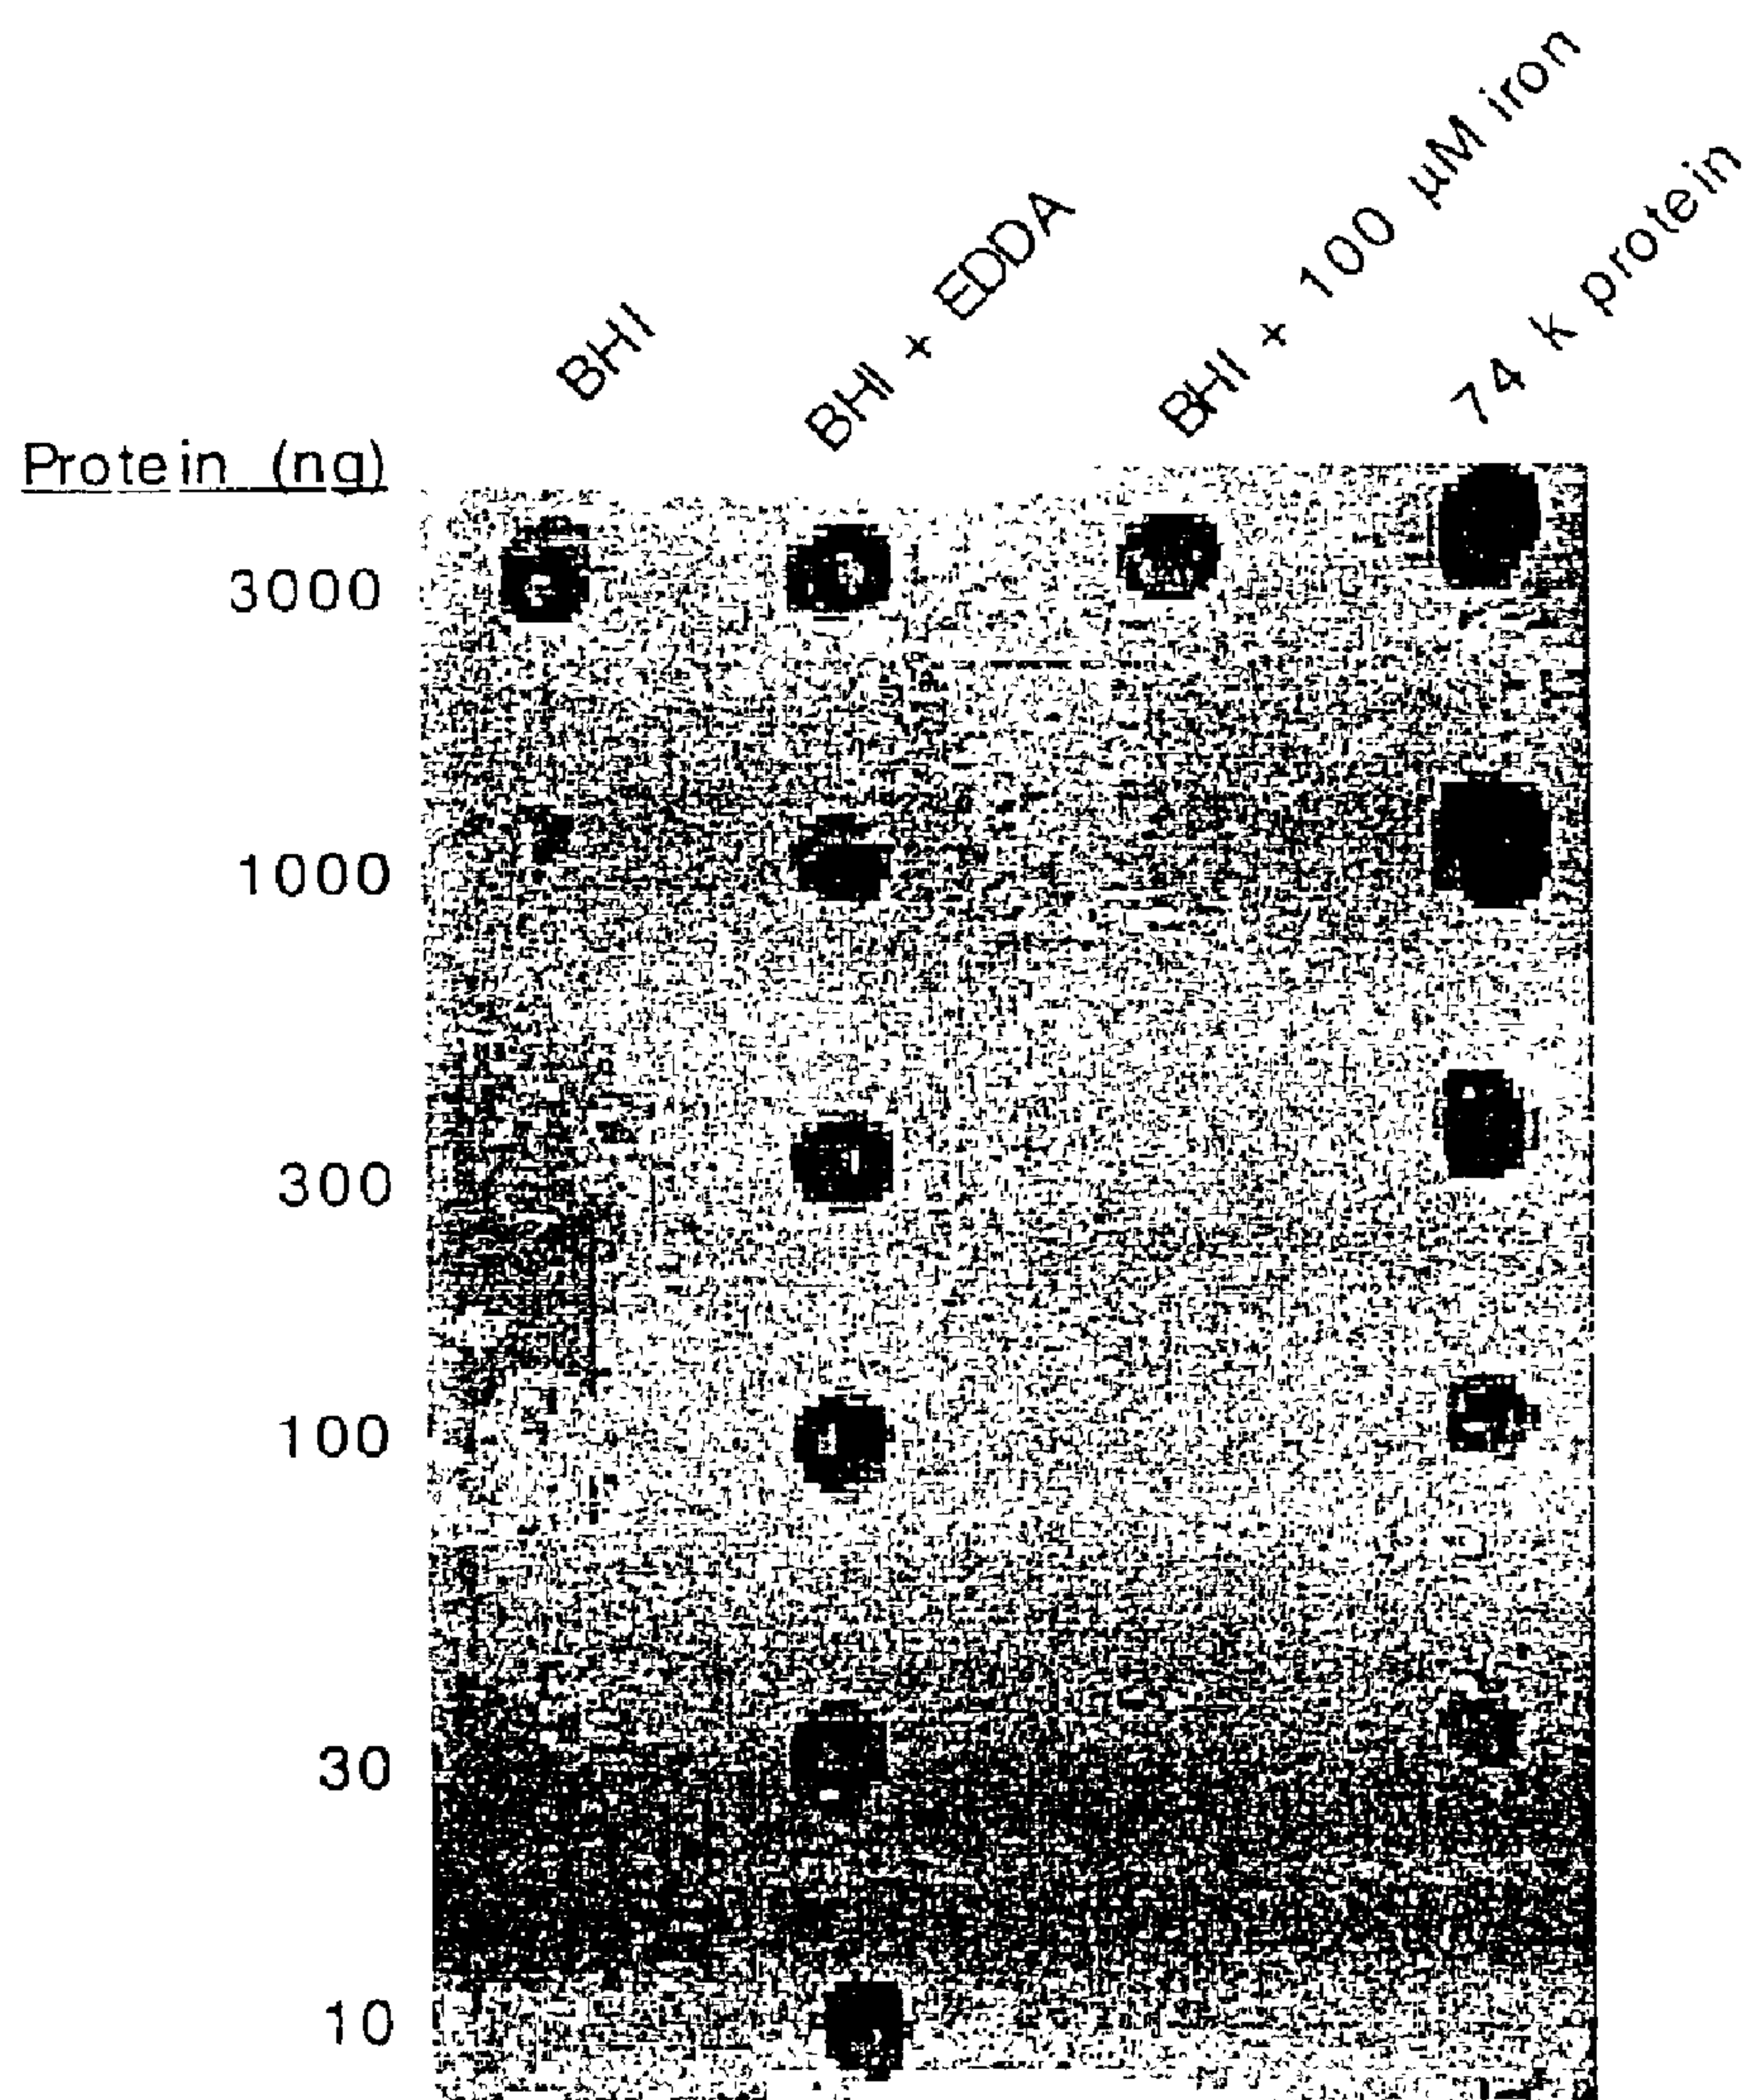 BHI
BHI + EDDA
BHI + 100 µM iron
74 k protein
Protein (ng)
3000
1000
300
100
30
10